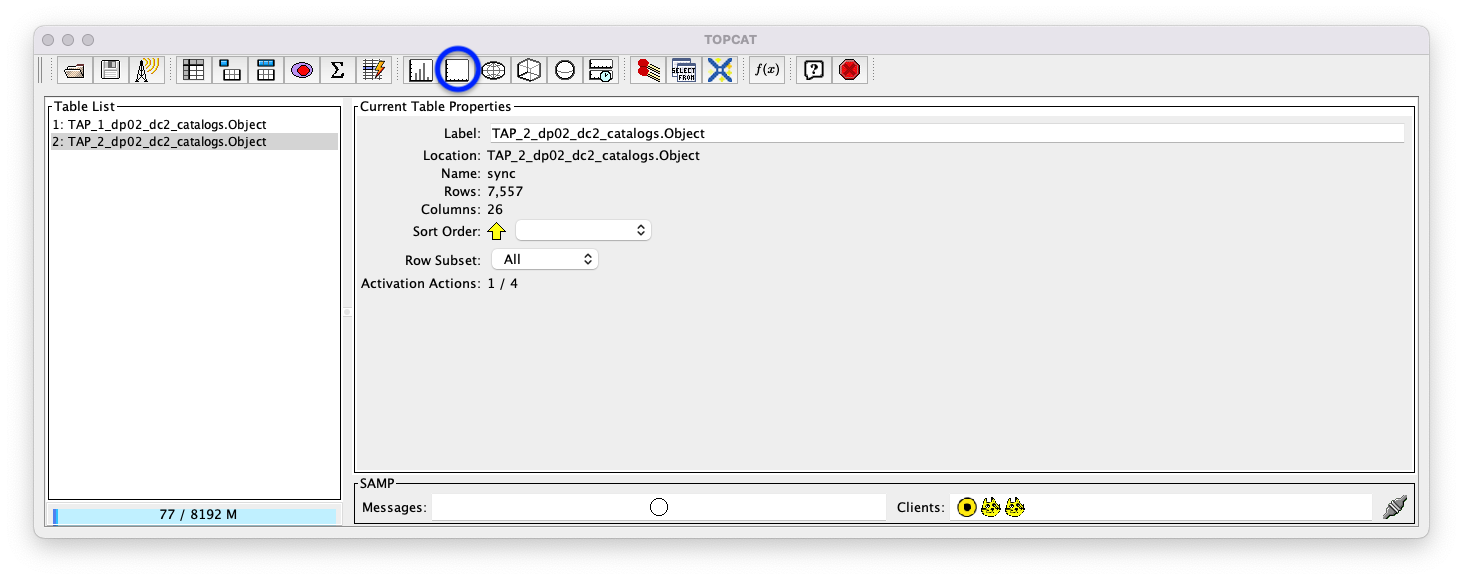 TOPCAT
Σ
SELECT
FROM
f(x)
?
Table List
1: TAP_1_dp02_dc2_catalogs.Object
2: TAP_2_dp02_dc2_catalogs.Object
77 / 8192 M
Current Table Properties
Label: TAP_2_dp02_dc2_catalogs.Object
Location: TAP_2_dp02_dc2_catalogs.Object
Name: sync
Rows: 7,557
Columns: 26
Sort Order:
Row Subset: All
Activation Actions: 1 / 4
SAMP
Messages:
Clients: